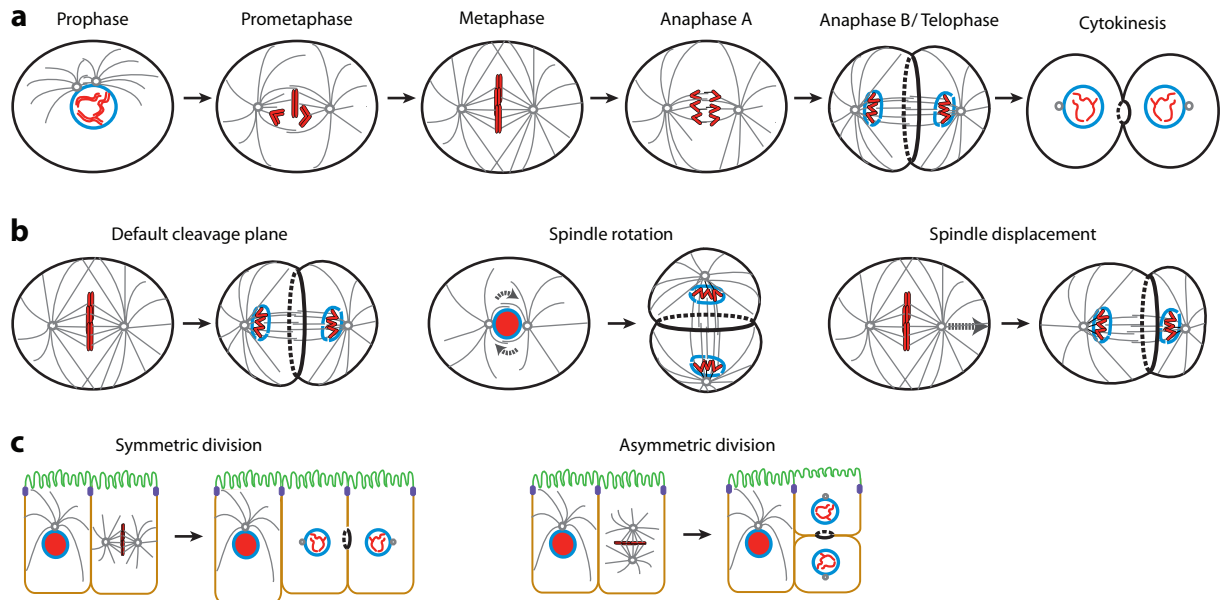 a
Prophase
Prometaphase
Metaphase
Anaphase A
Anaphase B/ Telophase
Cytokinesis
b
Default cleavage plane
Spindle rotation
Spindle displacement
c
Symmetric division
Asymmetric division